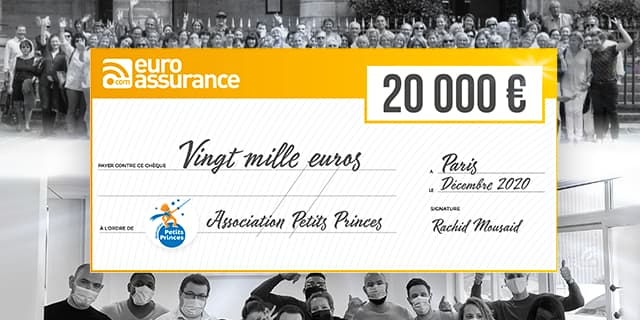 euro
assurance
.com
20 000 €
PAYER CONTRE CE CHÈQUE Vingt mille euros
À Paris
LE Décembre 2020
À L'ORDRE DE Petits Princes Association Petits Princes
SIGNATURE
Rachid Mousaid